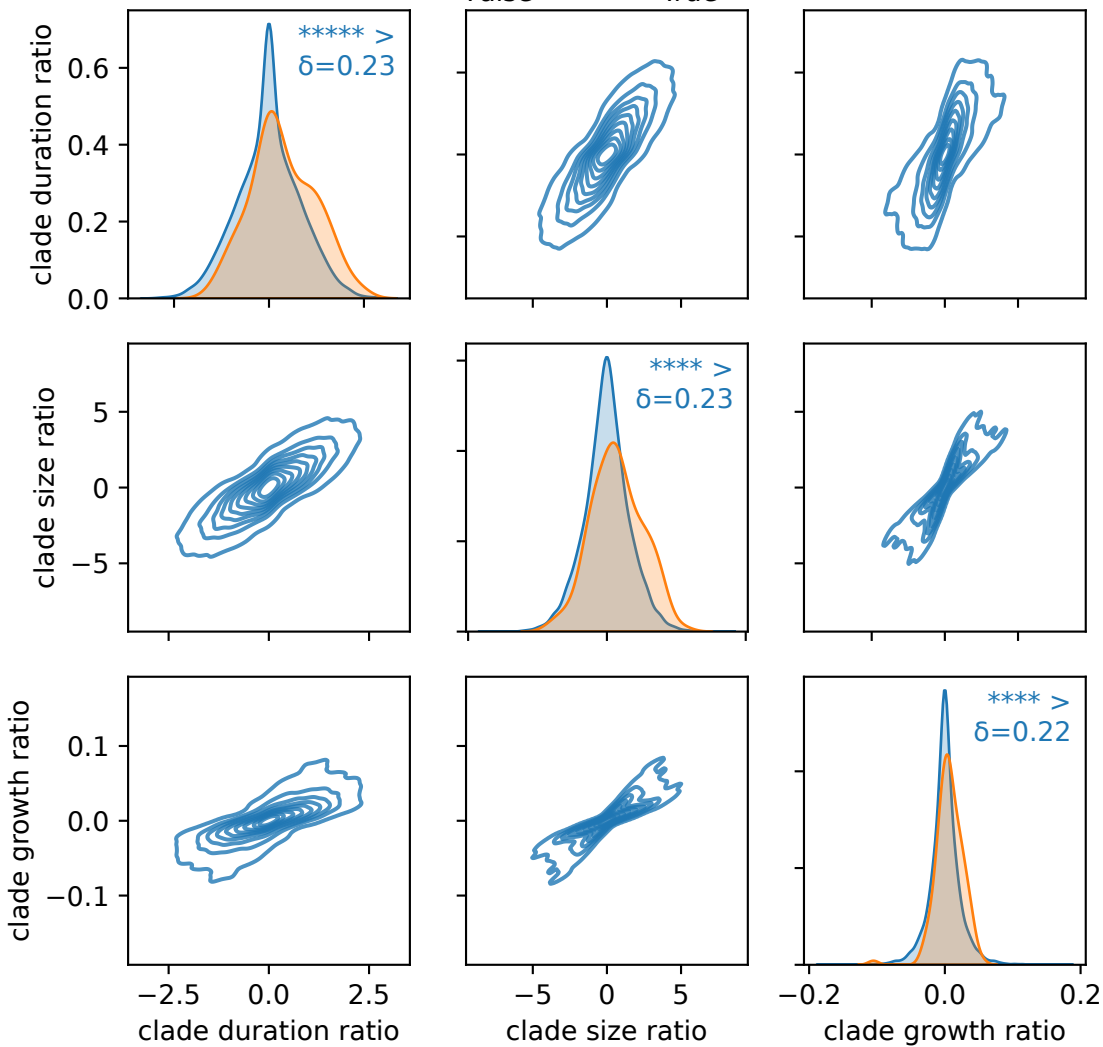 clade duration ratio
0.6
0.4
0.2
0.0
***** >
δ=0.23
clade size ratio
5
0
−5
**** >
δ=0.23
clade growth ratio
0.1
0.0
−0.1
**** >
δ=0.22
−2.5 0.0 2.5
−5 0 5
−0.2 0.0 0.2
clade duration ratio
clade size ratio
clade growth ratio